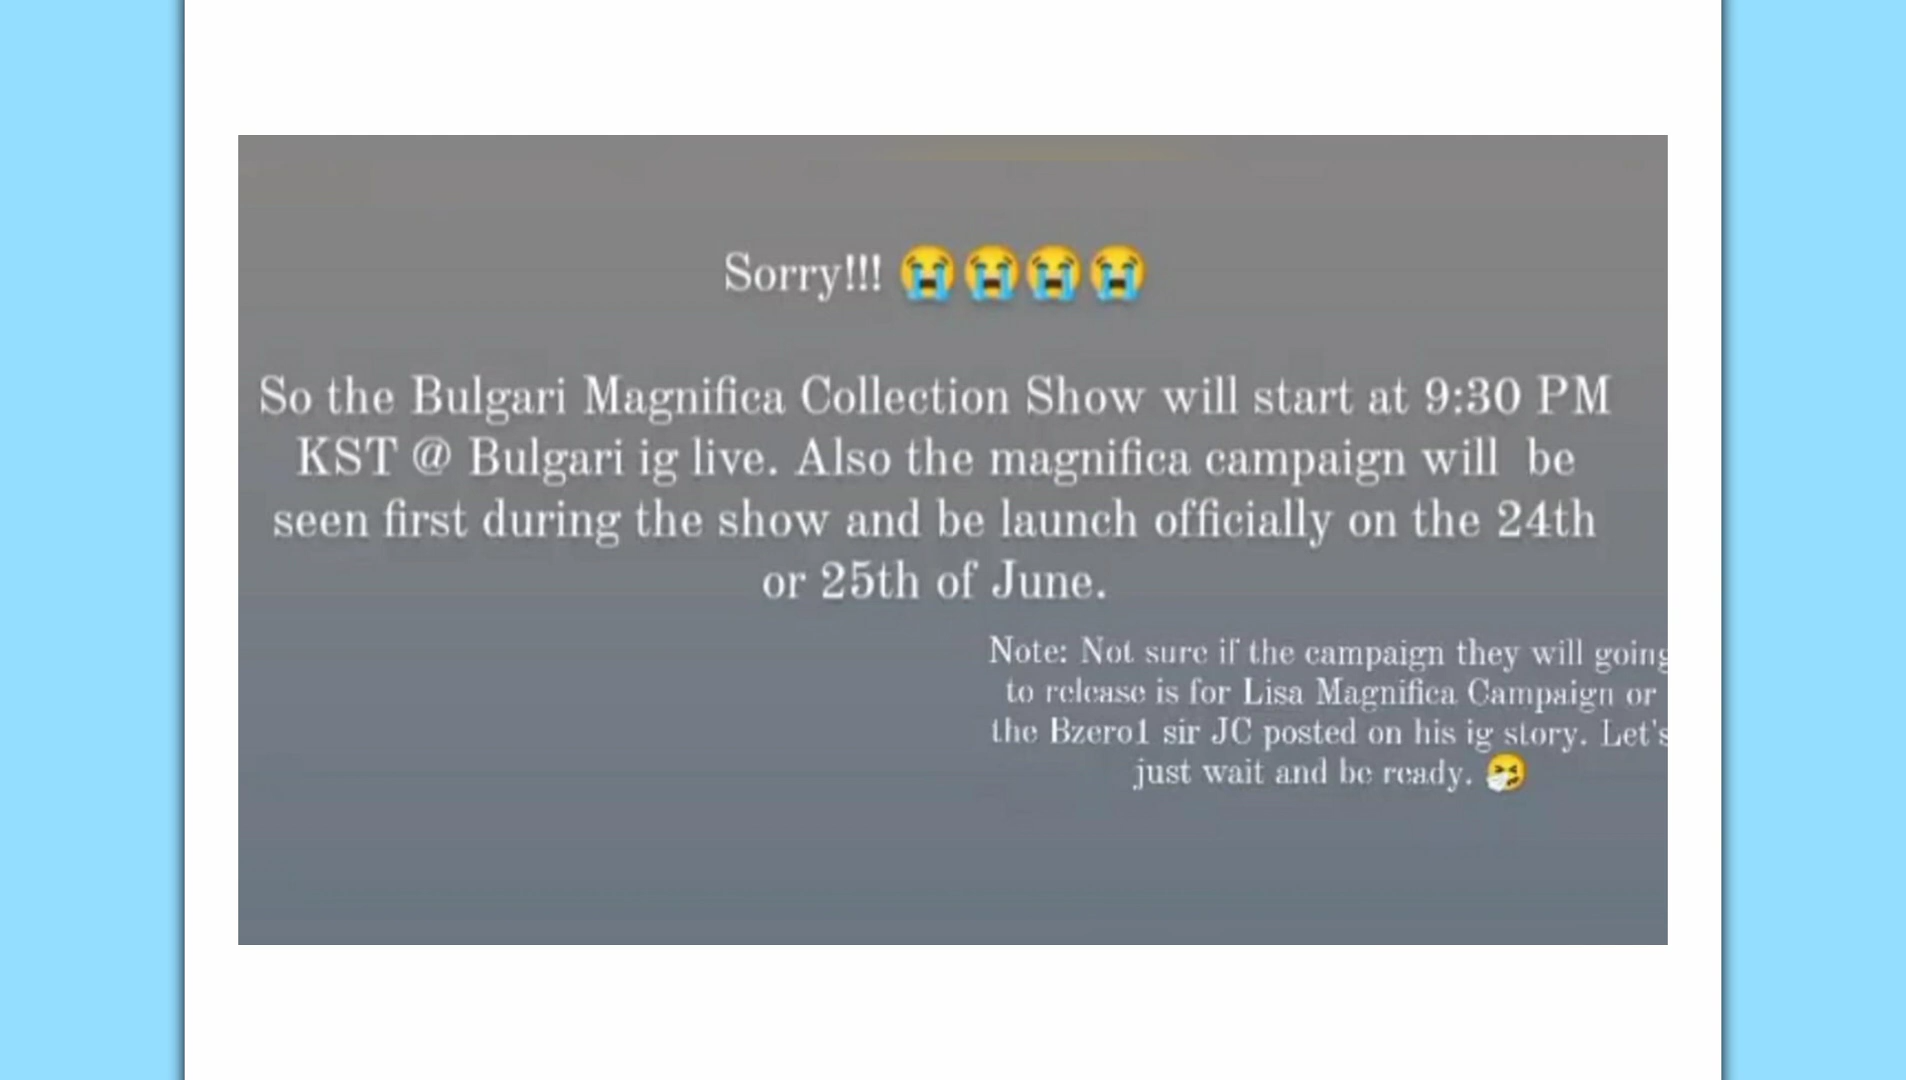 Sorry!!! 😭😭😭😭
So the Bulgari Magnifica Collection Show will start at 9:30 PM
KST @ Bulgari ig live. Also the magnifica campaign will be
seen first during the show and be launch officially on the 24th
or 25th of June.
Note: Not sure if the campaign they will going
to release is for Lisa Magnifica Campaign or
the Bzero1 sir JC posted on his ig story. Let's
just wait and be ready. 🤧